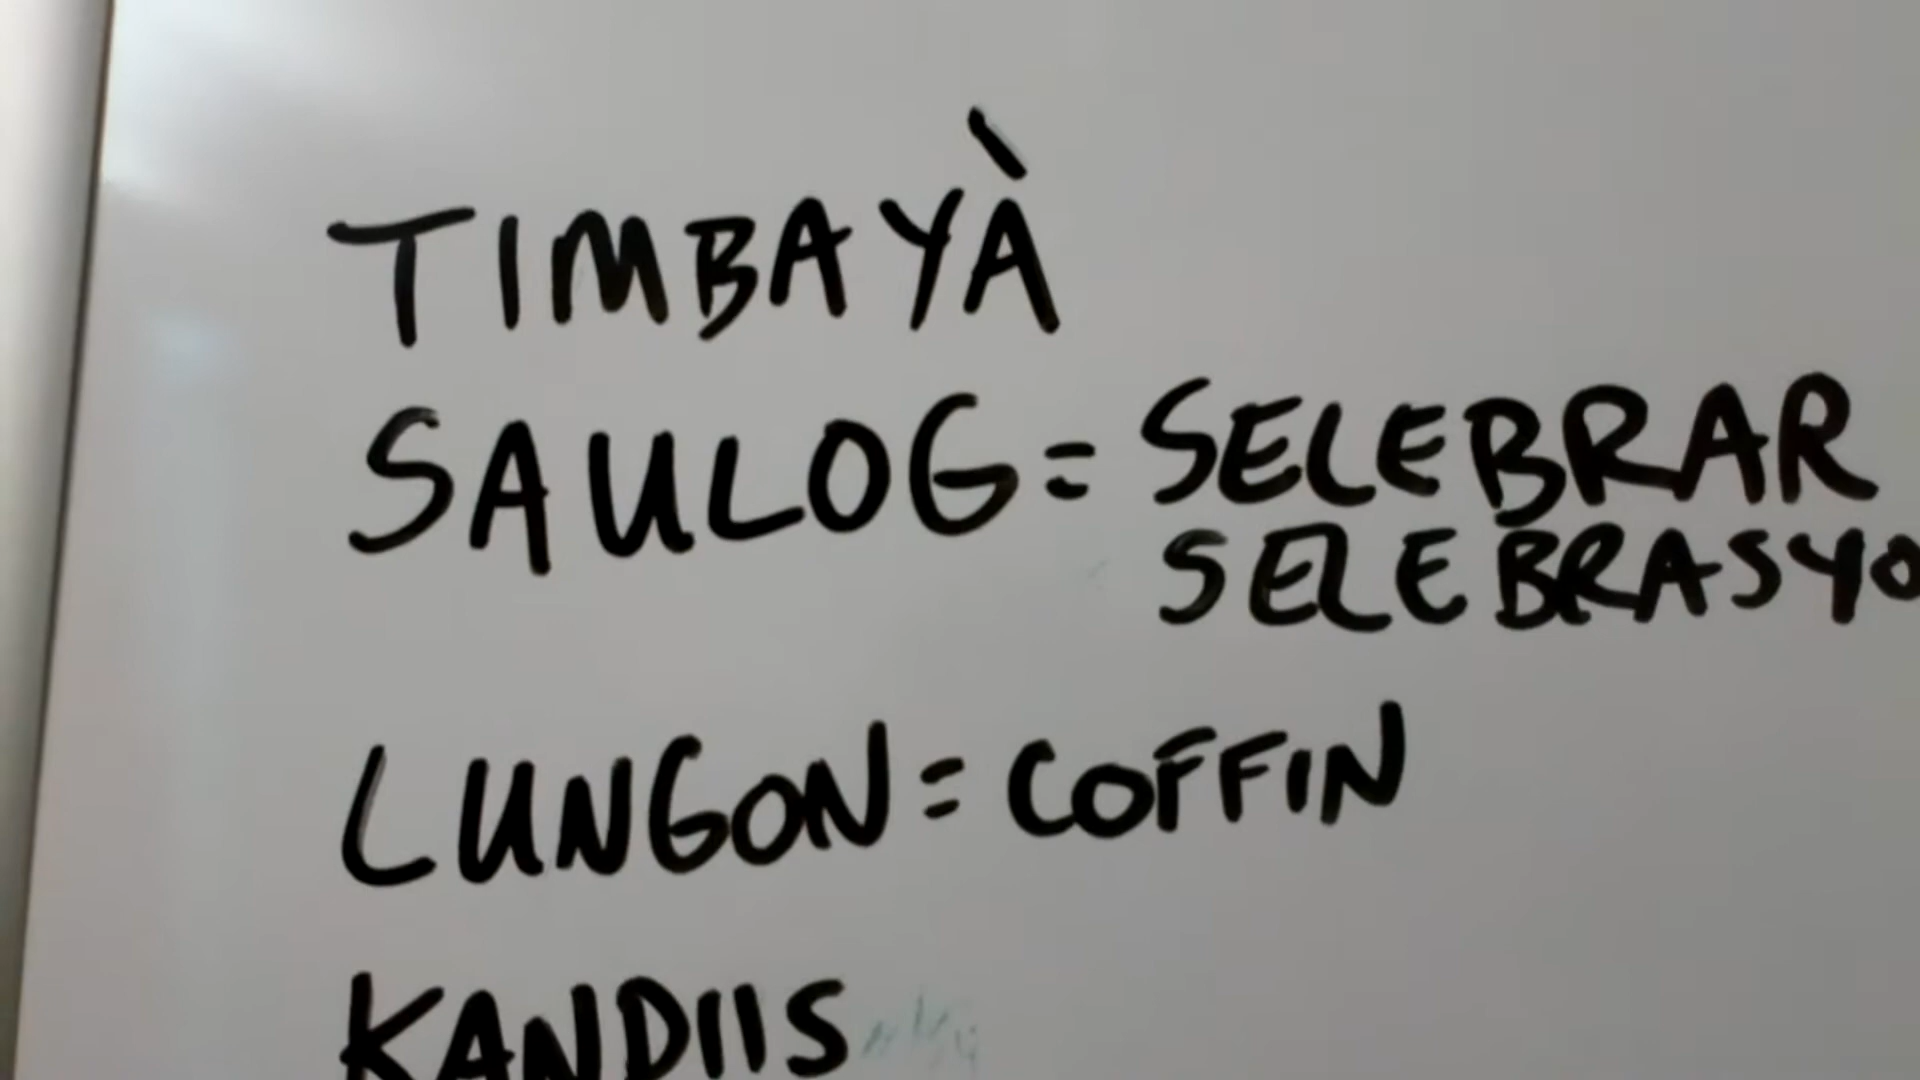 TIMBAYÀ
SAULOG = SELEBRAR
SELEBRASYO
LUNGON = COFFIN
KANDIIS